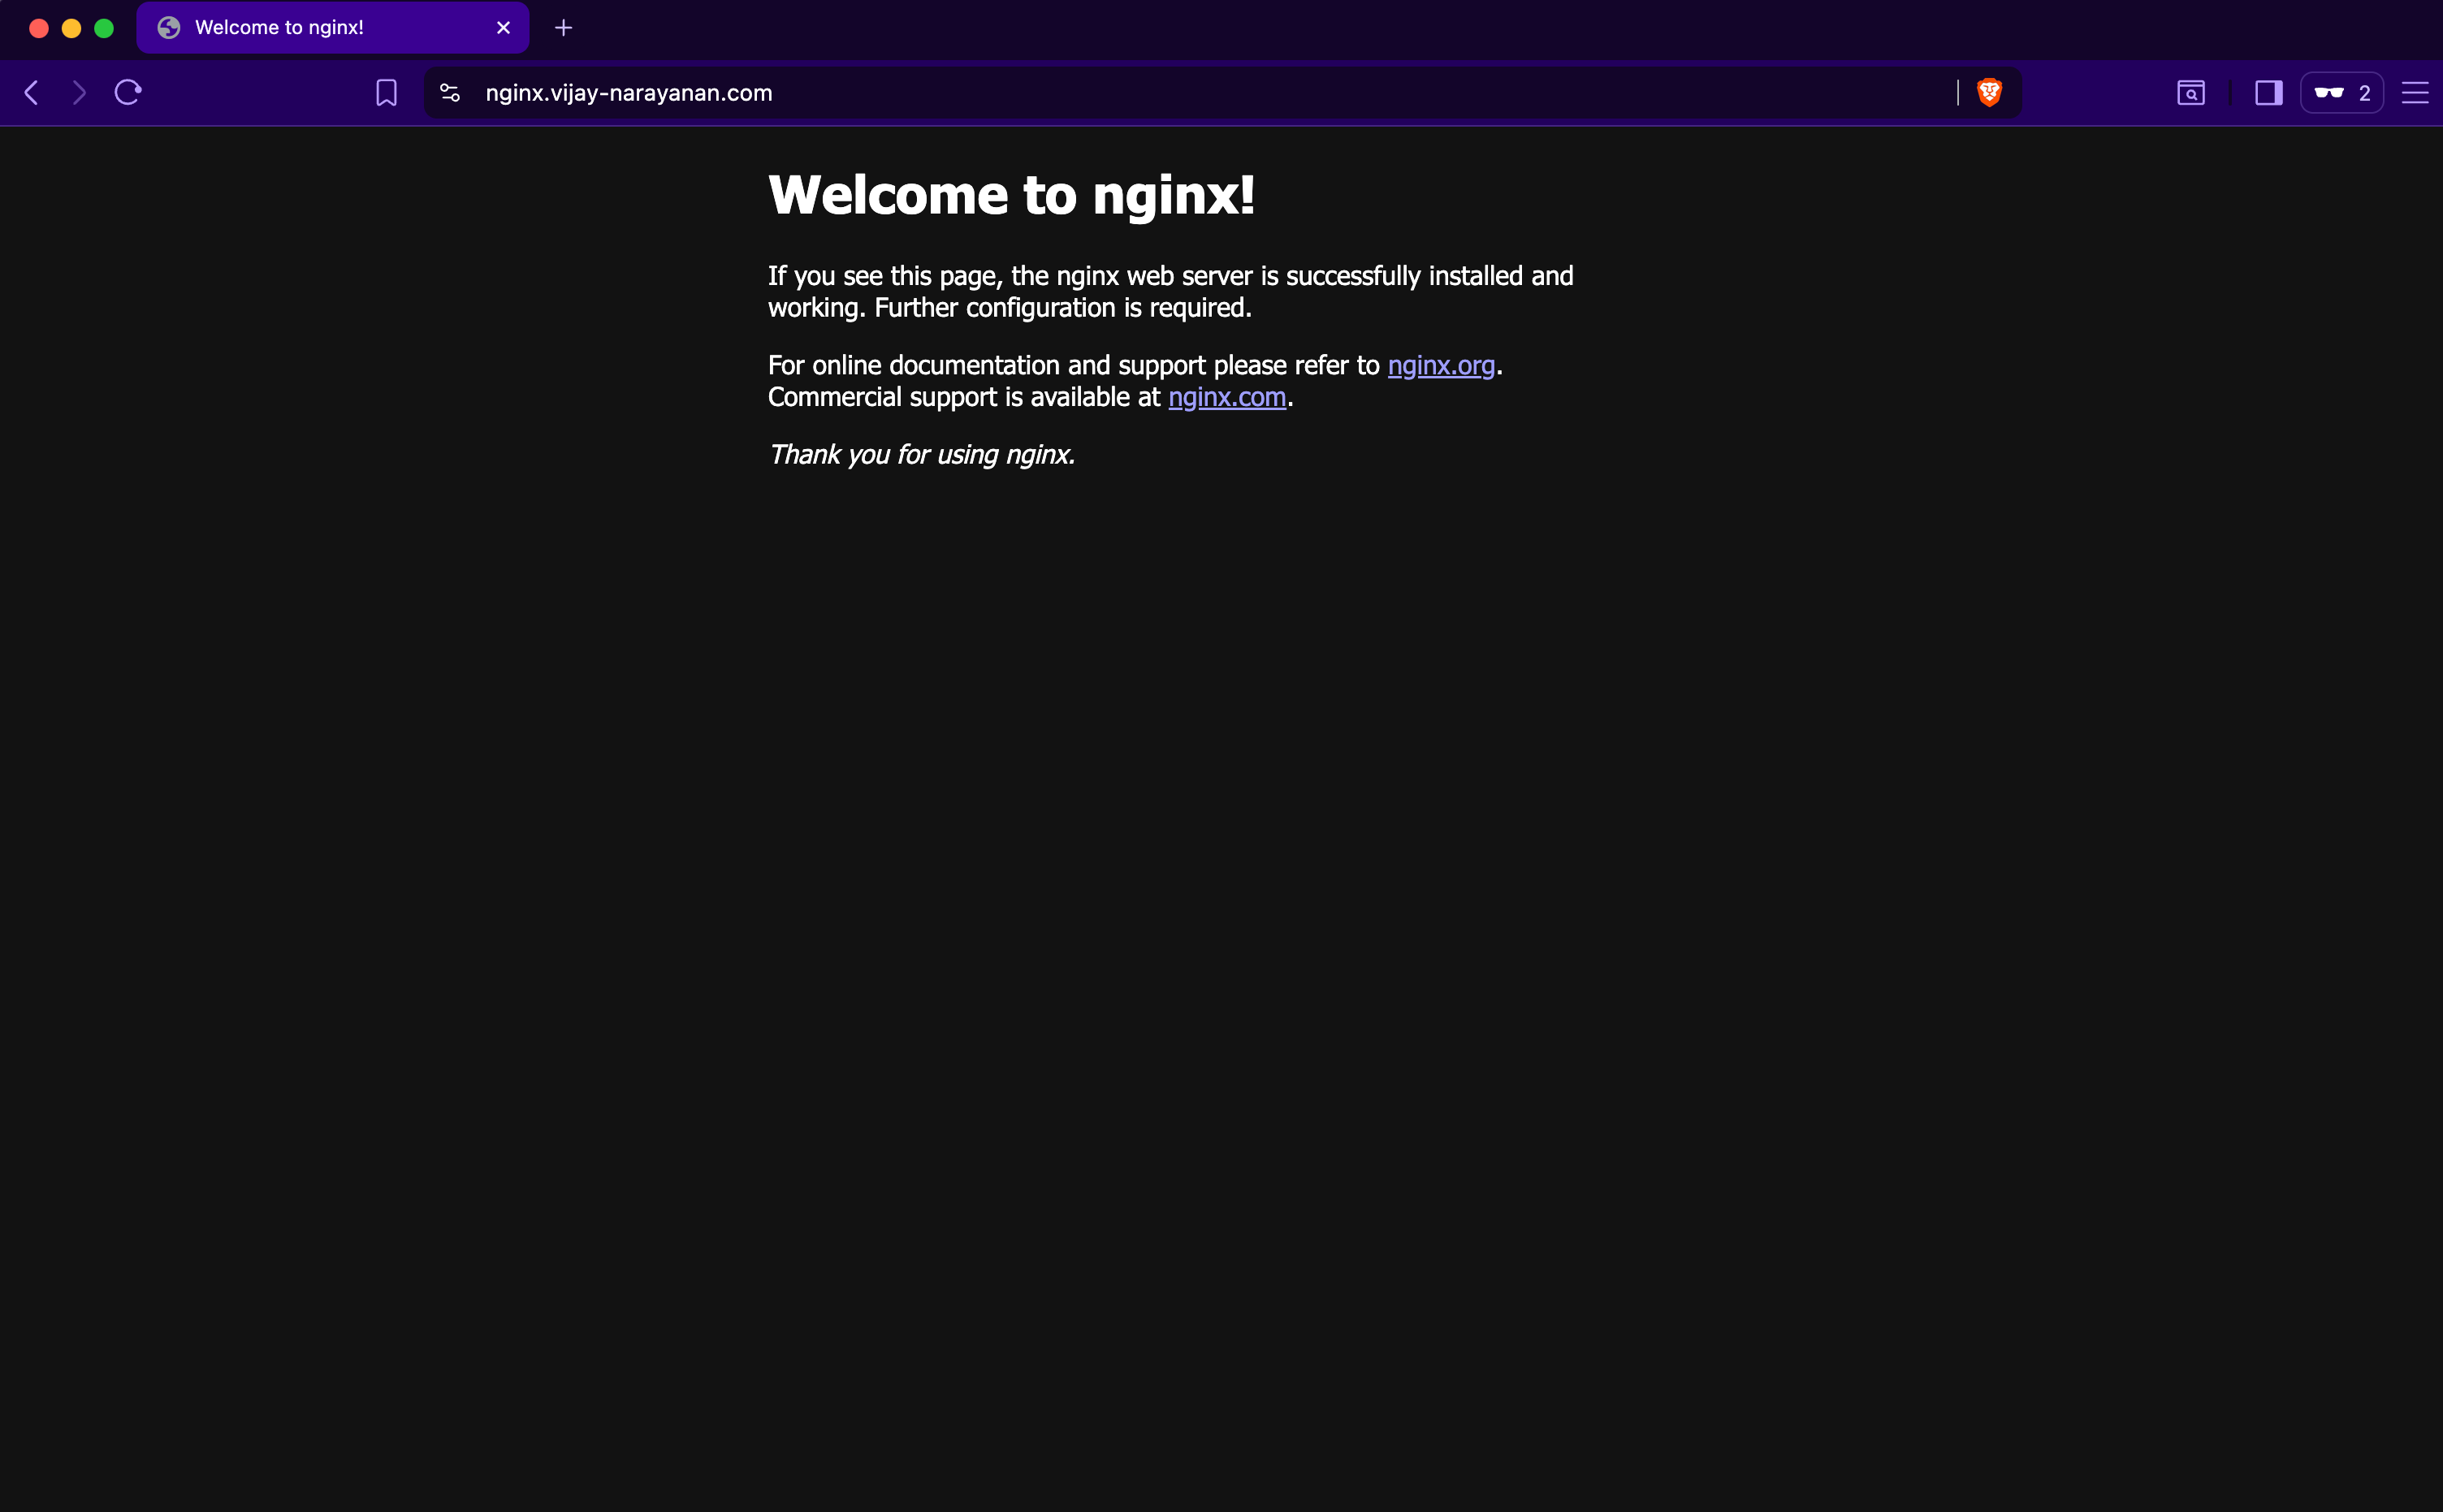 Welcome to nginx!
nginx.vijay-narayanan.com
2
Welcome to nginx!
If you see this page, the nginx web server is successfully installed and
working. Further configuration is required.
For online documentation and support please refer to nginx.org.
Commercial support is available at nginx.com.
Thank you for using nginx.